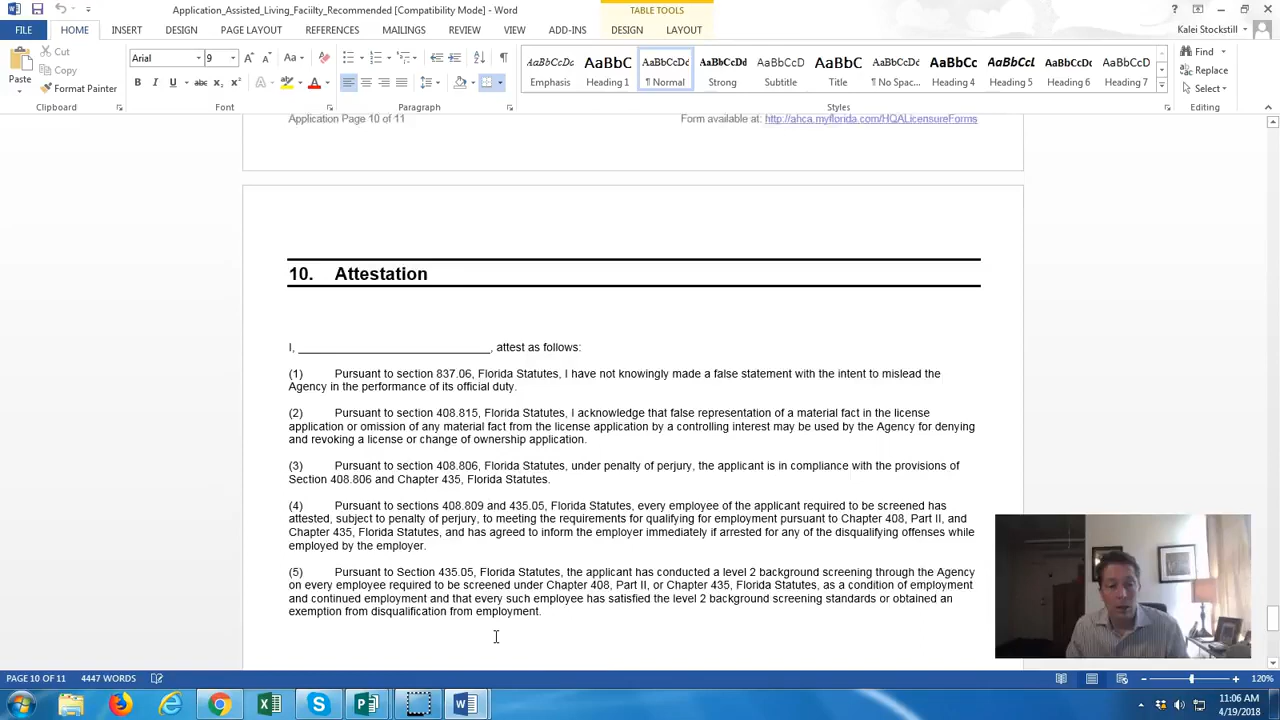 Application_Assisted_Living_Faciilty_Recommended [Compatibility Mode] - Word
TABLE TOOLS
FILE HOME INSERT DESIGN PAGE LAYOUT REFERENCES MAILINGS REVIEW VIEW ADD-INS DESIGN LAYOUT Kalei Stockstill
Paste Cut
Copy
Format Painter
Clipboard
Arial 9
Font
Paragraph
AaBbCcDc AaBbC AaBbCcDd AaBbCcDd AaBbCcDd AaBbC AaBbCcDd AaBbCc AaBbCcL AaBbCcDc AaBbCcD
Emphasis Heading 1 ¶ Normal Strong Subtitle Title ¶ No Spac... Heading 4 Heading 5 Heading 6 Heading 7
Styles
Find
Replace
Select
Editing
Application Page 10 of 11 Form available at: http://ahca.myflorida.com/HQALicensureForms
10. Attestation
I, ______________________________, attest as follows:
(1) Pursuant to section 837.06, Florida Statutes, I have not knowingly made a false statement with the intent to mislead the
Agency in the performance of its official duty.
(2) Pursuant to section 408.815, Florida Statutes, I acknowledge that false representation of a material fact in the license
application or omission of any material fact from the license application by a controlling interest may be used by the Agency for denying
and revoking a license or change of ownership application.
(3) Pursuant to section 408.806, Florida Statutes, under penalty of perjury, the applicant is in compliance with the provisions of
Section 408.806 and Chapter 435, Florida Statutes.
(4) Pursuant to sections 408.809 and 435.05, Florida Statutes, every employee of the applicant required to be screened has
attested, subject to penalty of perjury, to meeting the requirements for qualifying for employment pursuant to Chapter 408, Part II, and
Chapter 435, Florida Statutes, and has agreed to inform the employer immediately if arrested for any of the disqualifying offenses while
employed by the employer.
(5) Pursuant to Section 435.05, Florida Statutes, the applicant has conducted a level 2 background screening through the Agency
on every employee required to be screened under Chapter 408, Part II, or Chapter 435, Florida Statutes, as a condition of employment
and continued employment and that every such employee has satisfied the level 2 background screening standards or obtained an
exemption from disqualification from employment.
PAGE 10 OF 11 4447 WORDS 120%
11:06 AM
4/19/2018